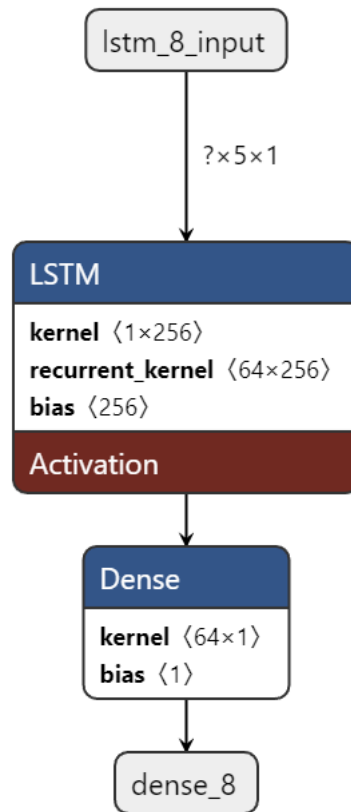 lstm_8_input
?×5×1
LSTM
kernel 〈1×256〉
recurrent_kernel 〈64×256〉
bias 〈256〉
Activation
Dense
kernel 〈64×1〉
bias 〈1〉
dense_8